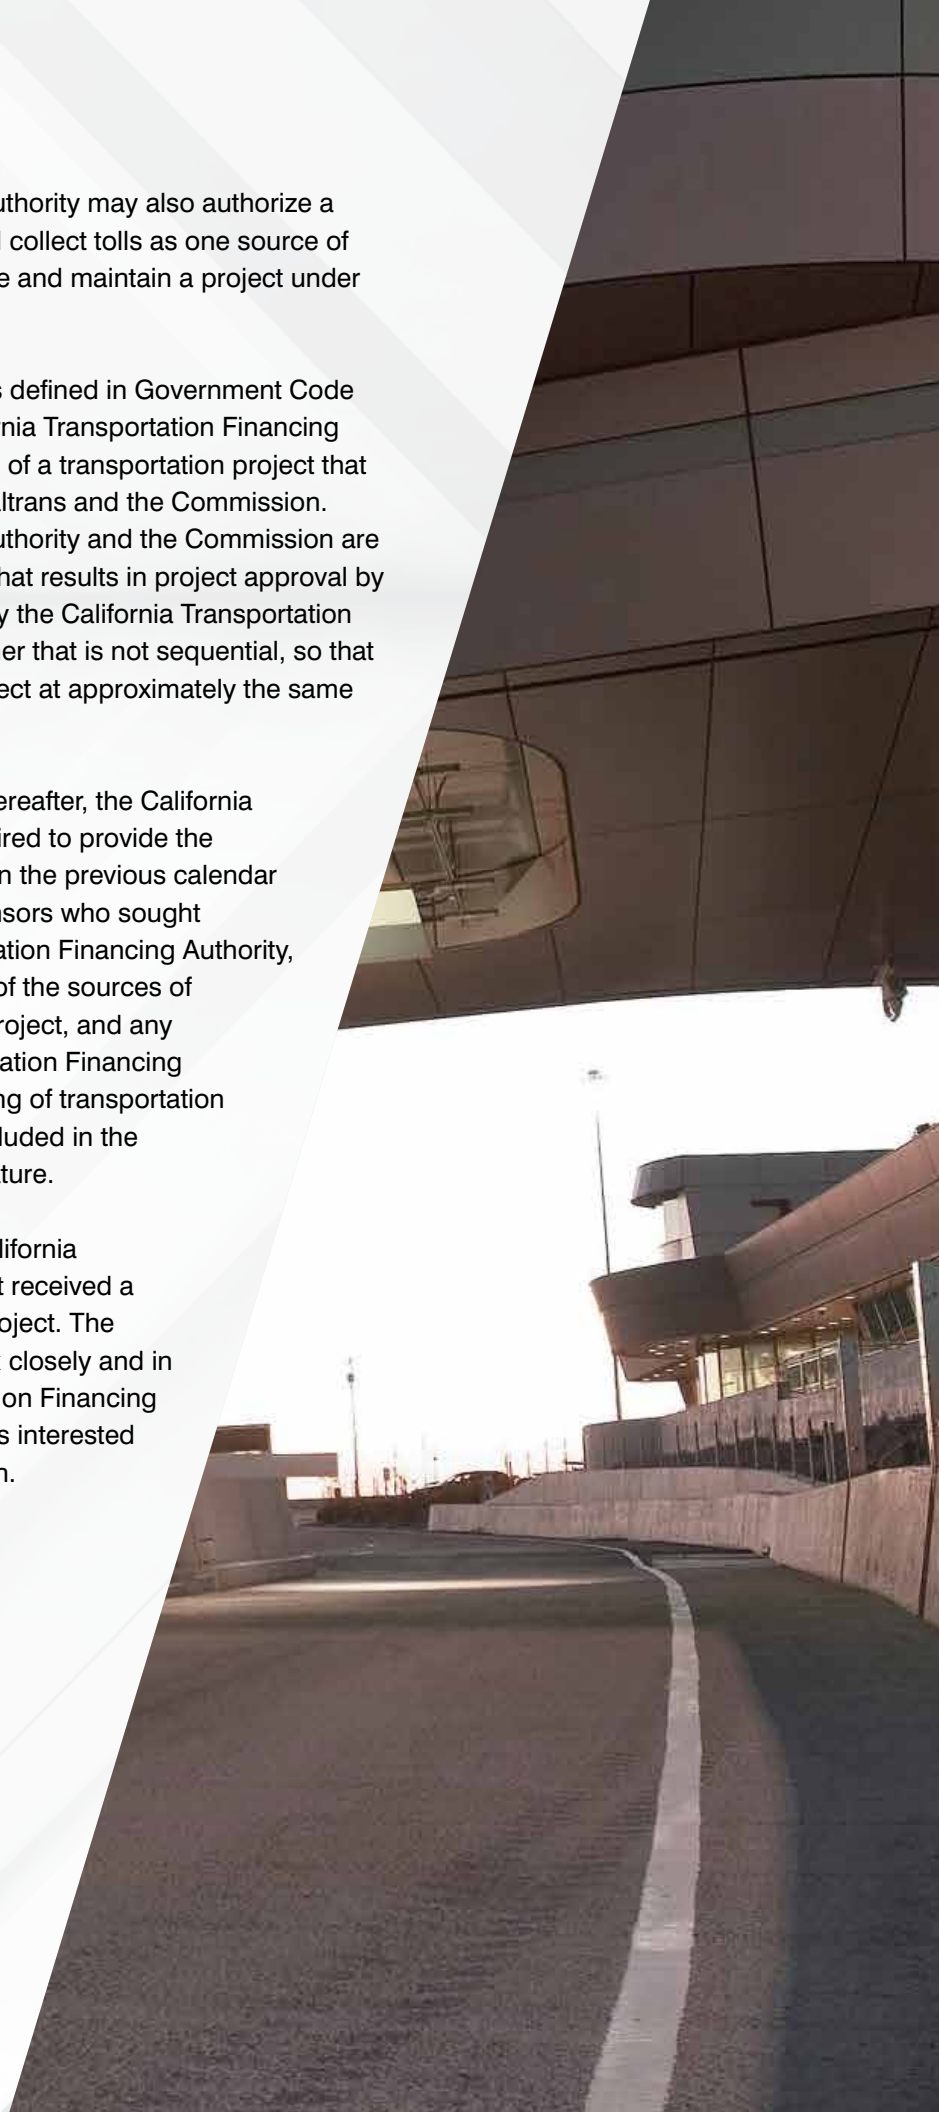 uthority may also authorize a
collect tolls as one source of
e and maintain a project under
s defined in Government Code
rnia Transportation Financing
of a transportation project that
altrans and the Commission.
uthority and the Commission are
hat results in project approval by
y the California Transportation
er that is not sequential, so that
ect at approximately the same
ereafter, the California
ired to provide the
n the previous calendar
nsors who sought
ation Financing Authority,
of the sources of
roject, and any
ation Financing
ng of transportation
luded in the
ture.
lifornia
t received a
oject. The
closely and in
on Financing
s interested
n.